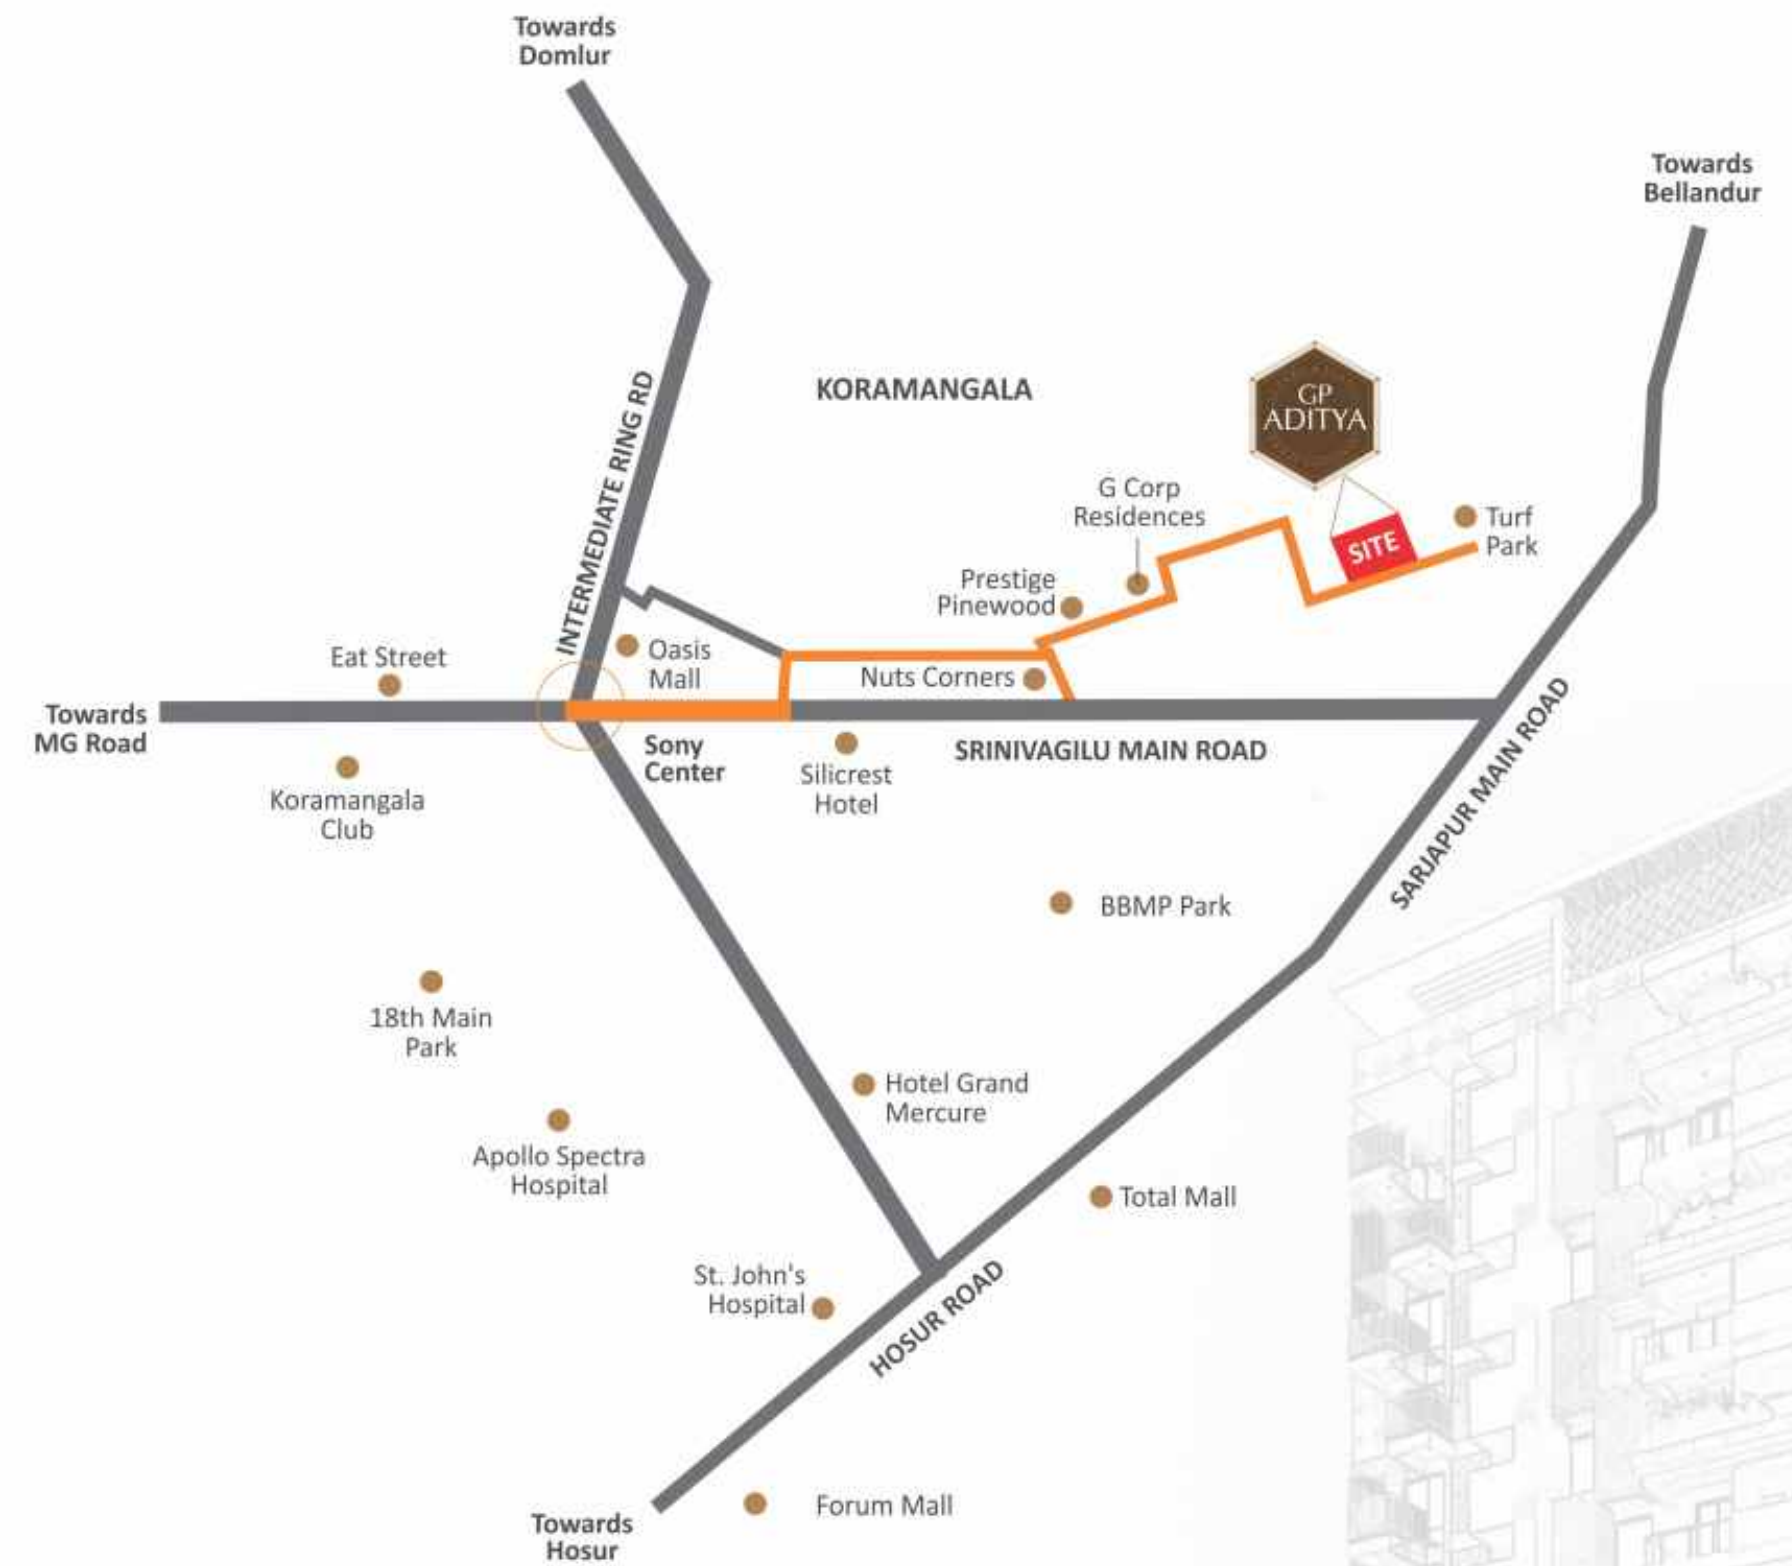 Towards
Domlur
Towards
Bellandur
INTERMEDIATE RING RD
KORAMANGALA
GP
ADITYA
G Corp
Residences
SITE
Turf
Park
Prestige
Pinewood
Eat Street
Oasis
Mall
Nuts Corners
Towards
MG Road
Sony
Center
SRINIVAGILU MAIN ROAD
SARJAPUR MAIN ROAD
Silicrest
Hotel
Koramangala
Club
BBMP Park
18th Main
Park
Hotel Grand
Mercure
Apollo Spectra
Hospital
Total Mall
St. John's
Hospital
HOSUR ROAD
Forum Mall
Towards
Hosur